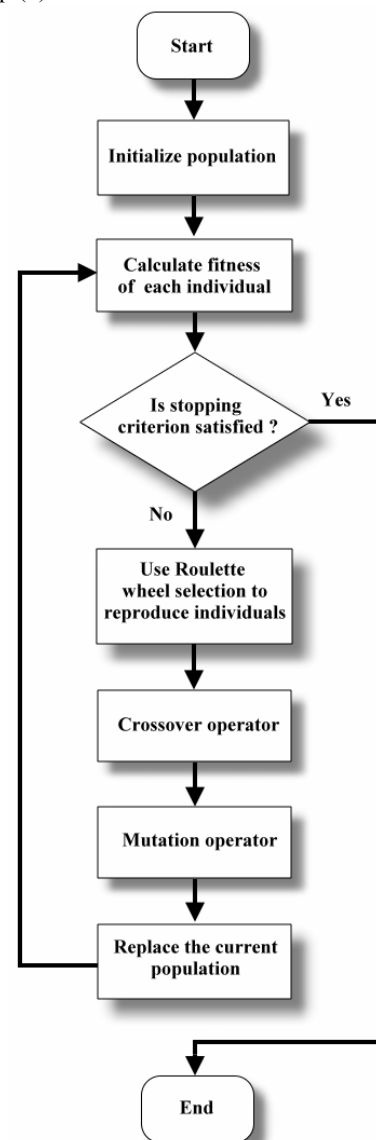 Start
Initialize population
Calculate fitness
of each individual
Is stopping
criterion satisfied ?
Yes
No
Use Roulette
wheel selection to
reproduce individuals
Crossover operator
Mutation operator
Replace the current
population
End